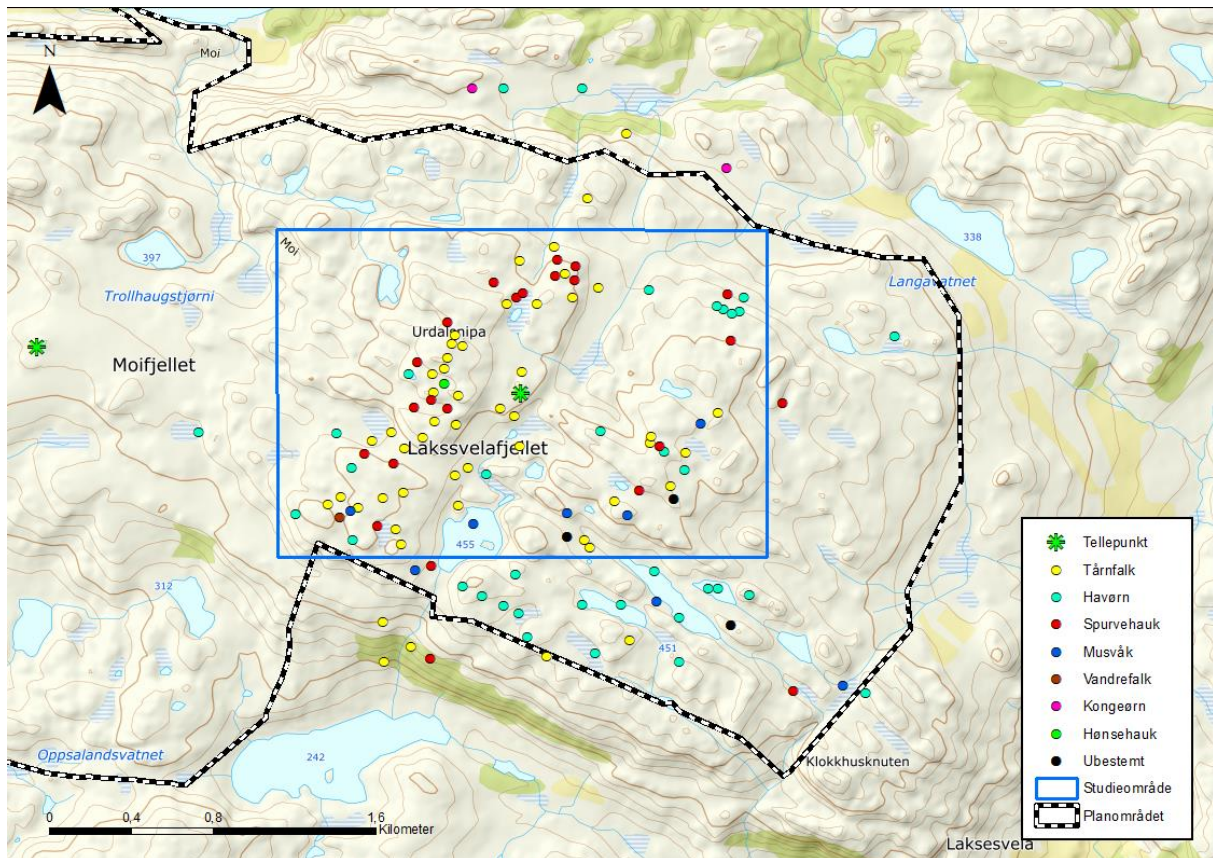 Moi
N
338
397
Langavatnet
Trollhaugstjørni
Moi
Urdalsnipa
Moifjellet
Lakssvelafjellet
455
312
451
Oppsalandsvatnet
242
Klokkhusknuten
0
0,4
0,8
1,6
Kilometer
Laksesvela
Tellepunkt
Tårnfalk
Havørn
Spurvehauk
Musvåk
Vandrefalk
Kongeørn
Hønsehauk
Ubestemt
Studieområde
Planområdet